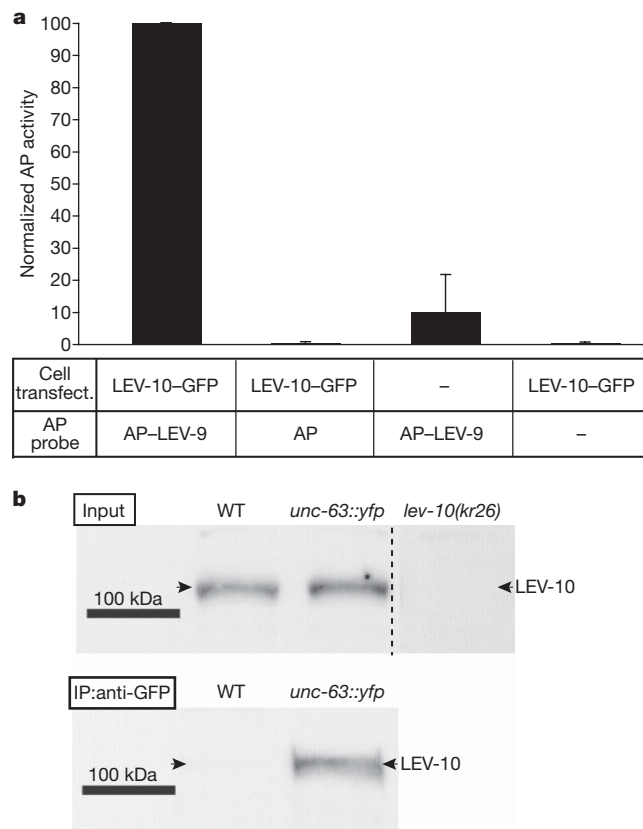 a
Normalized AP activity
100
90
80
70
60
50
40
30
20
10
0
Cell transfect. LEV-10–GFP LEV-10–GFP – LEV-10–GFP
AP probe AP–LEV-9 AP AP–LEV-9 –
b
Input WT unc-63::yfp lev-10(kr26)
100 kDa LEV-10
IP:anti-GFP WT unc-63::yfp
100 kDa LEV-10